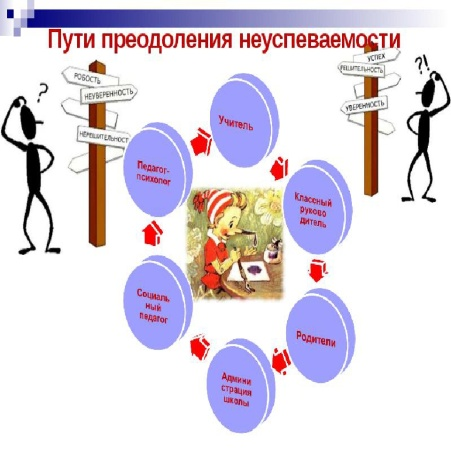 Пути преодоления неуспеваемости
РОБОСТЬ
НЕУВЕРЕННОСТЬ
НЕРЕШИТЕЛЬНОСТ
?
УСПЕХ
РЕШИТЕЛЬНОСТЬ
УВЕРЕННОСТЬ
?!
Учитель
Классный
руково
дитель
Родители
Админи
страция
школы
Социаль
ный
педагог
Педагог-
психолог